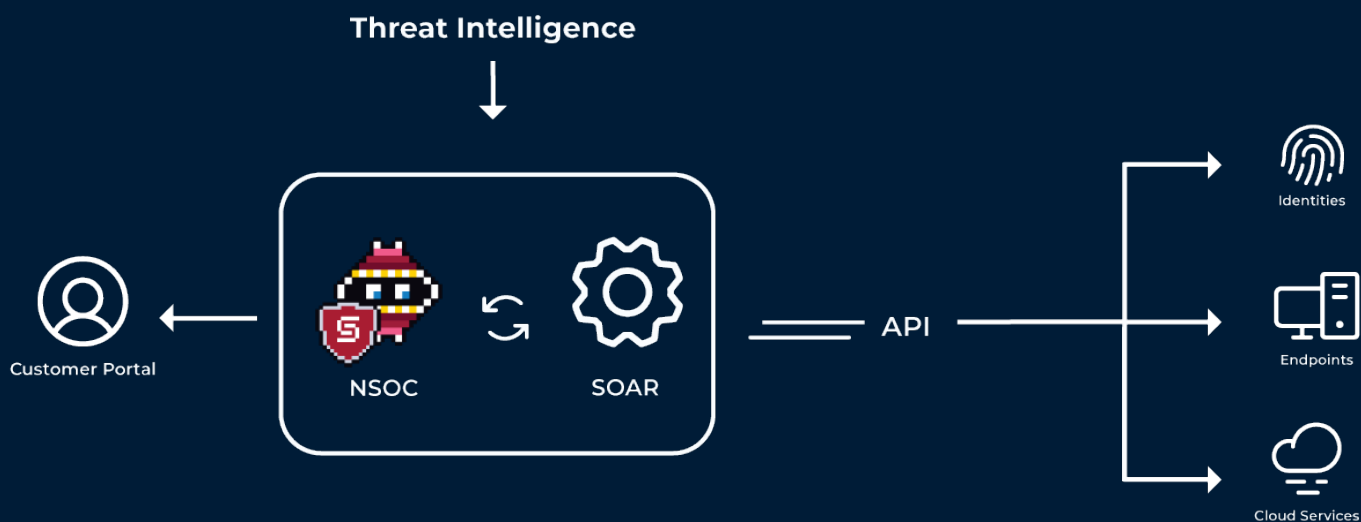 Threat Intelligence
Identities
Customer Portal
S
NSOC
SOAR
API
Endpoints
Cloud Services